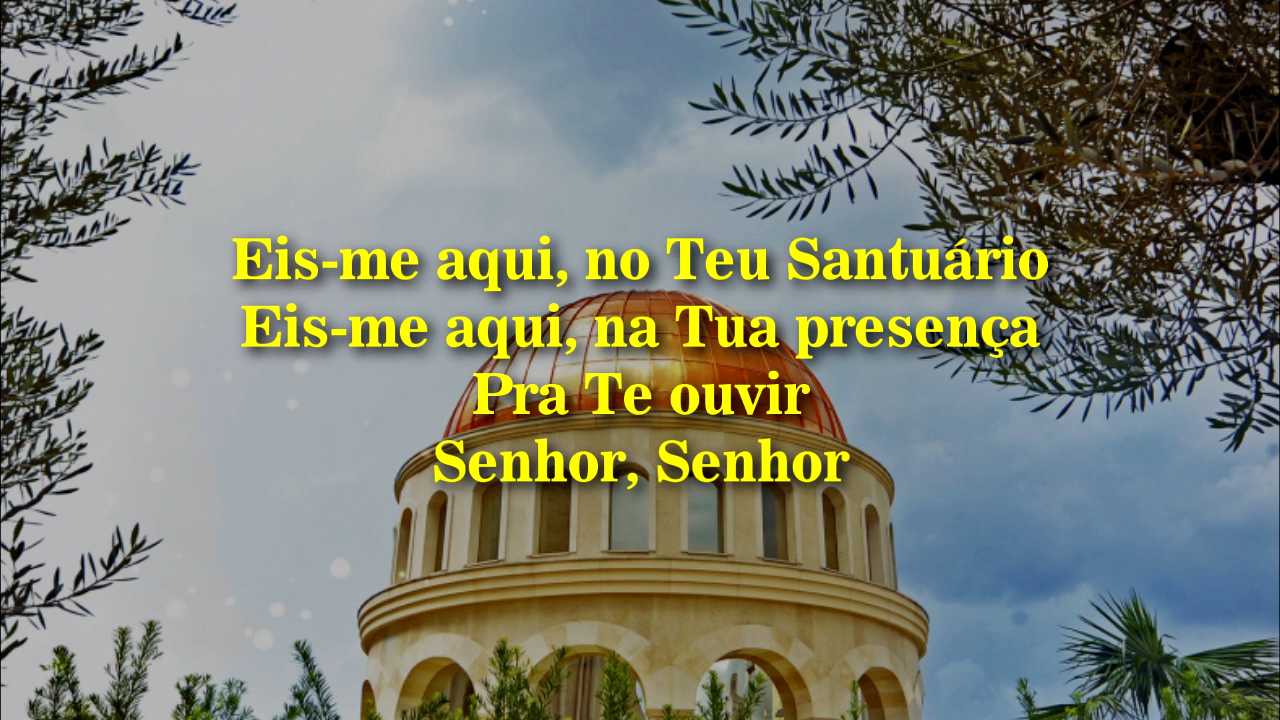 Eis-me aqui, no Teu Santuário
Eis-me aqui, na Tua presença
Pra Te ouvir
Senhor, Senhor